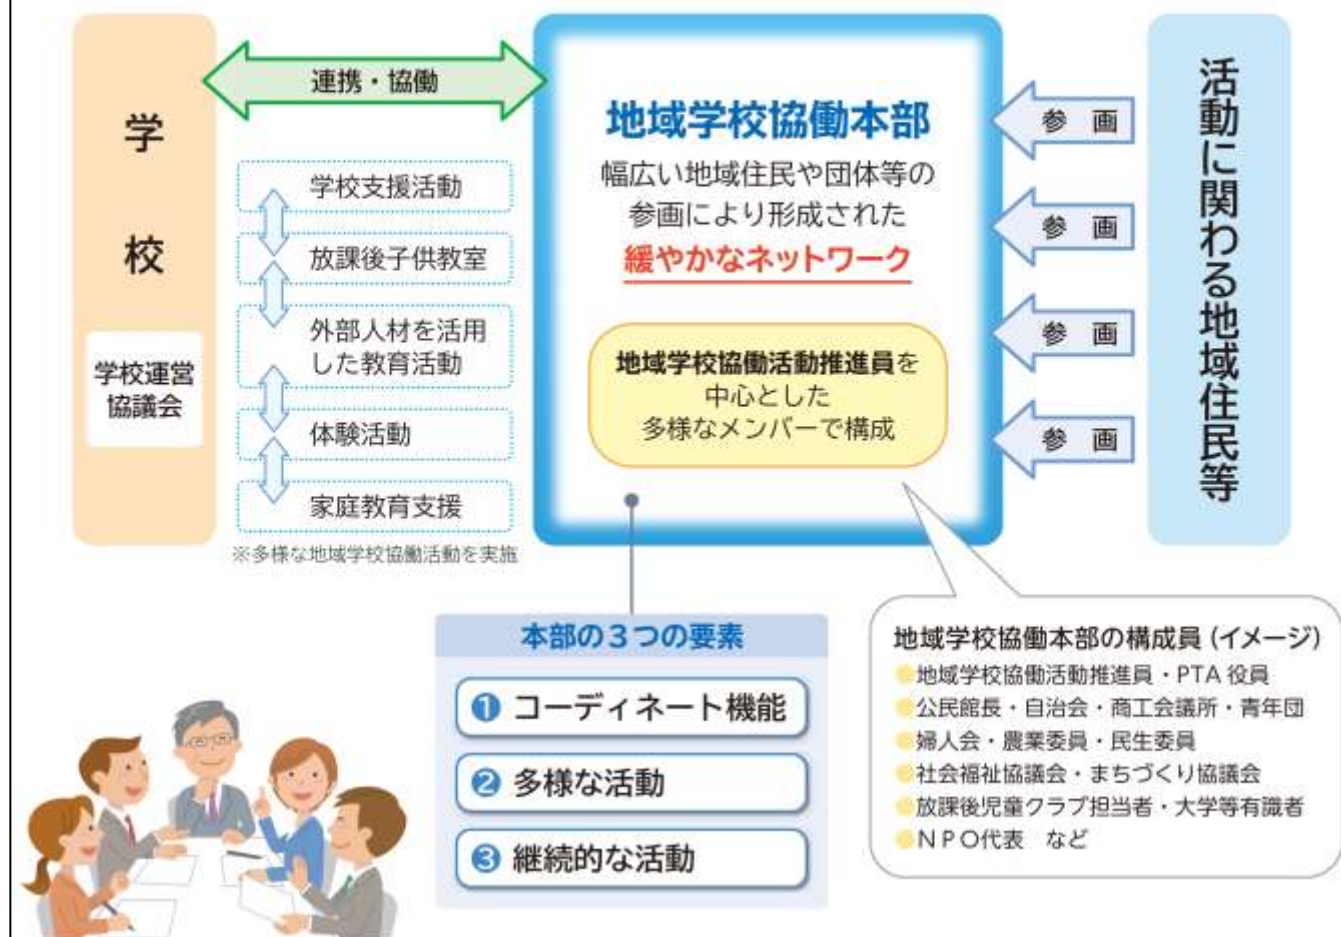 学校
学校運営
協議会
連携・協働
学校支援活動
放課後子供教室
外部人材を活用
した教育活動
体験活動
家庭教育支援
※多様な地域学校協働活動を実施
地域学校協働本部
幅広い地域住民や団体等の
参画により形成された
緩やかなネットワーク
地域学校協働活動推進員を
中心とした
多様なメンバーで構成
参 画
参 画
参 画
参 画
活動に関わる地域住民等
本部の3つの要素
❶ コーディネート機能
❷ 多様な活動
❸ 継続的な活動
地域学校協働本部の構成員(イメージ)
●地域学校協働活動推進員・PTA 役員
●公民館長・自治会・商工会議所・青年団
●婦人会・農業委員・民生委員
●社会福祉協議会・まちづくり協議会
●放課後児童クラブ担当者・大学等有識者
●NPO代表 など